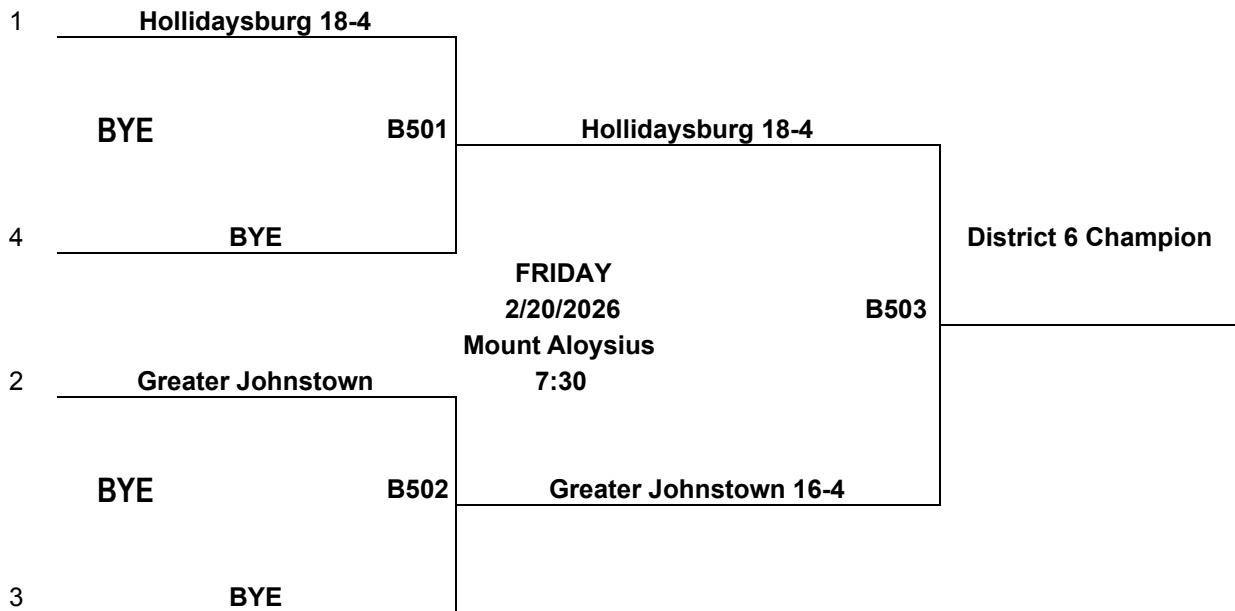 1 Hollidaysburg 18-4
BYE B501 Hollidaysburg 18-4
4 BYE District 6 Champion
FRIDAY
2/20/2026 B503
Mount Aloysius
2 Greater Johnstown 7:30
BYE B502 Greater Johnstown 16-4
3 BYE